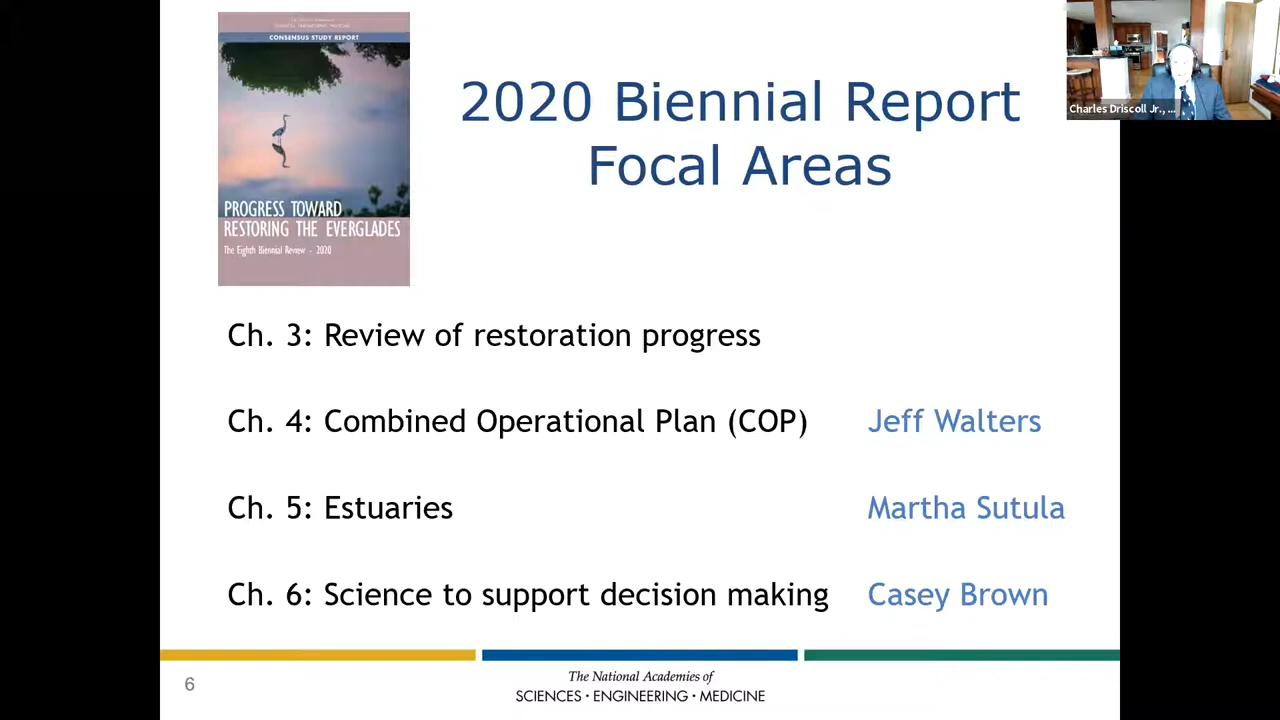 CONSENSUS STUDY REPORT
PROGRESS TOWARD
RESTORING THE EVERGLADES
The Eighth Biennial Review - 2020
2020 Biennial Report
Focal Areas
Charles Driscoll Jr., ...
Ch. 3: Review of restoration progress
Ch. 4: Combined Operational Plan (COP) Jeff Walters
Ch. 5: Estuaries Martha Sutula
Ch. 6: Science to support decision making Casey Brown
6
The National Academies of
SCIENCES · ENGINEERING · MEDICINE